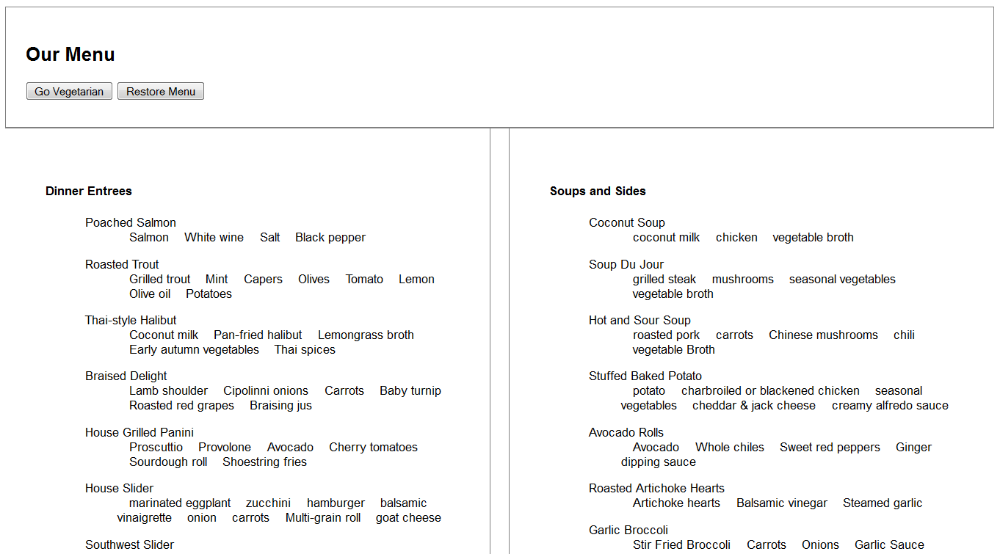 Our Menu
Go Vegetarian Restore Menu
Dinner Entrees
Poached Salmon
Salmon White wine Salt Black pepper
Roasted Trout
Grilled trout Mint Capers Olives Tomato Lemon
Olive oil Potatoes
Thai-style Halibut
Coconut milk Pan-fried halibut Lemongrass broth
Early autumn vegetables Thai spices
Braised Delight
Lamb shoulder Cipolinni onions Carrots Baby turnip
Roasted red grapes Braising jus
House Grilled Panini
Proscuttio Provolone Avocado Cherry tomatoes
Sourdough roll Shoestring fries
House Slider
marinated eggplant zucchini hamburger balsamic
vinaigrette onion carrots Multi-grain roll goat cheese
Southwest Slider
Soups and Sides
Coconut Soup
coconut milk chicken vegetable broth
Soup Du Jour
grilled steak mushrooms seasonal vegetables
vegetable broth
Hot and Sour Soup
roasted pork carrots Chinese mushrooms chili
vegetable Broth
Stuffed Baked Potato
potato charbroiled or blackened chicken seasonal
vegetables cheddar & jack cheese creamy alfredo sauce
Avocado Rolls
Avocado Whole chiles Sweet red peppers Ginger
dipping sauce
Roasted Artichoke Hearts
Artichoke hearts Balsamic vinegar Steamed garlic
Garlic Broccoli
Stir Fried Broccoli Carrots Onions Garlic Sauce